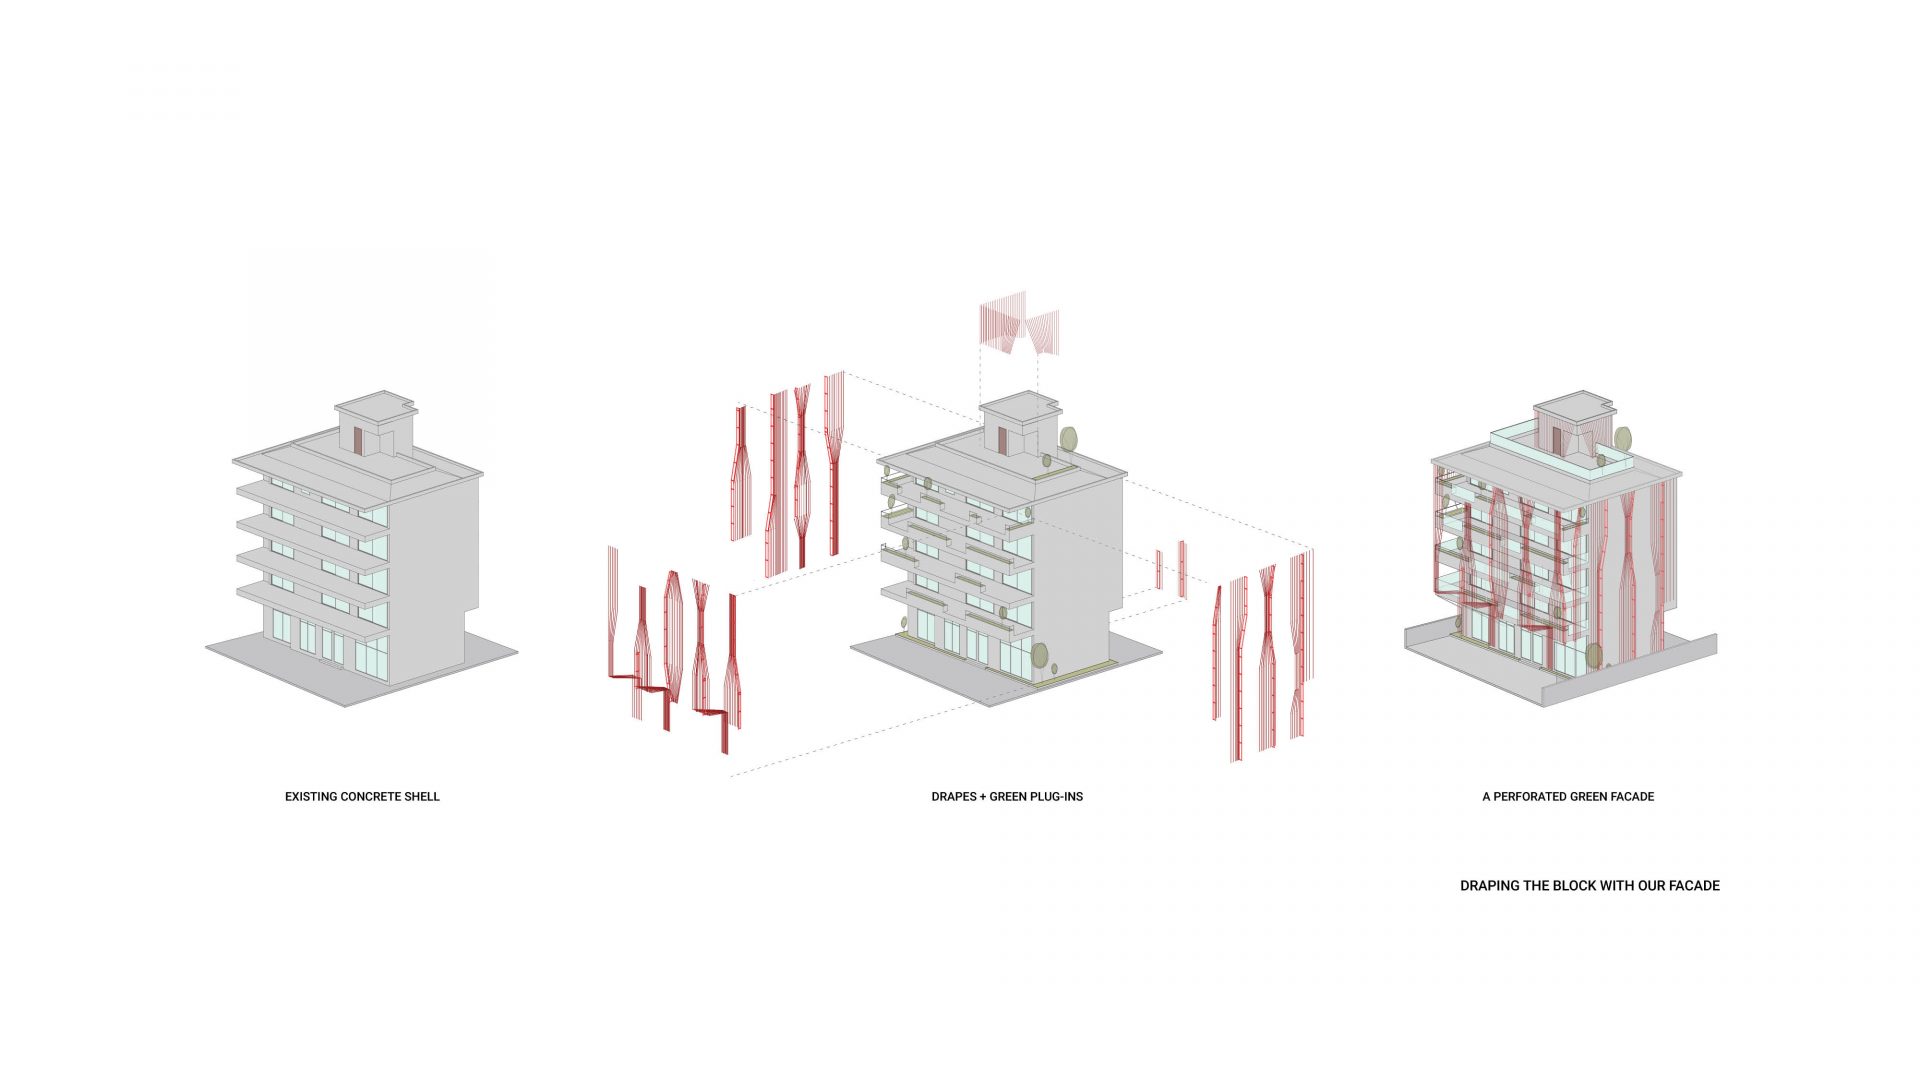 EXISTING CONCRETE SHELL
DRAPES + GREEN PLUG-INS
A PERFORATED GREEN FACADE
DRAPING THE BLOCK WITH OUR FACADE